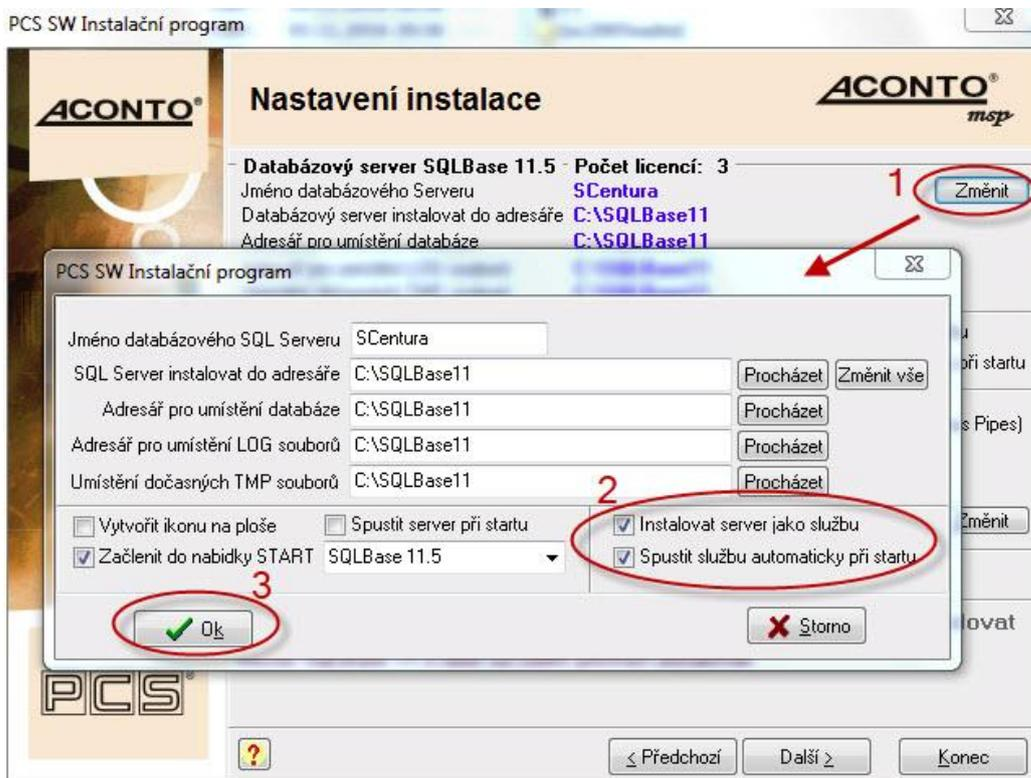 PCS SW Instalační program
ACONTO®
Nastavení instalace
ACONTO®
msp
Databázový server SQLBase 11.5 - Počet licencí: 3
Jméno databázového Serveru SCentura
1
Změnit
Databázový server instalovat do adresáře C:\SQLBase11
Adresář pro umístění databáze C:\SQLBase11
PCS SW Instalační program
Jméno databázového SQL Serveru SCentura
SQL Server instalovat do adresáře C:\SQLBase11 Procházet Změnit vše
při startu
Adresář pro umístění databáze C:\SQLBase11 Procházet
s Pipes)
Adresář pro umístění LOG souborů C:\SQLBase11 Procházet
Umístění dočasných TMP souborů C:\SQLBase11 Procházet
2
Vytvořit ikonu na ploše Spustit server při startu Instalovat server jako službu
Změnit
Začlenit do nabidky START SQLBase 11.5 Spustit službu automaticky při startu
3
Ok Storno
lovat
PCS®
? < Předchozí Další > Konec